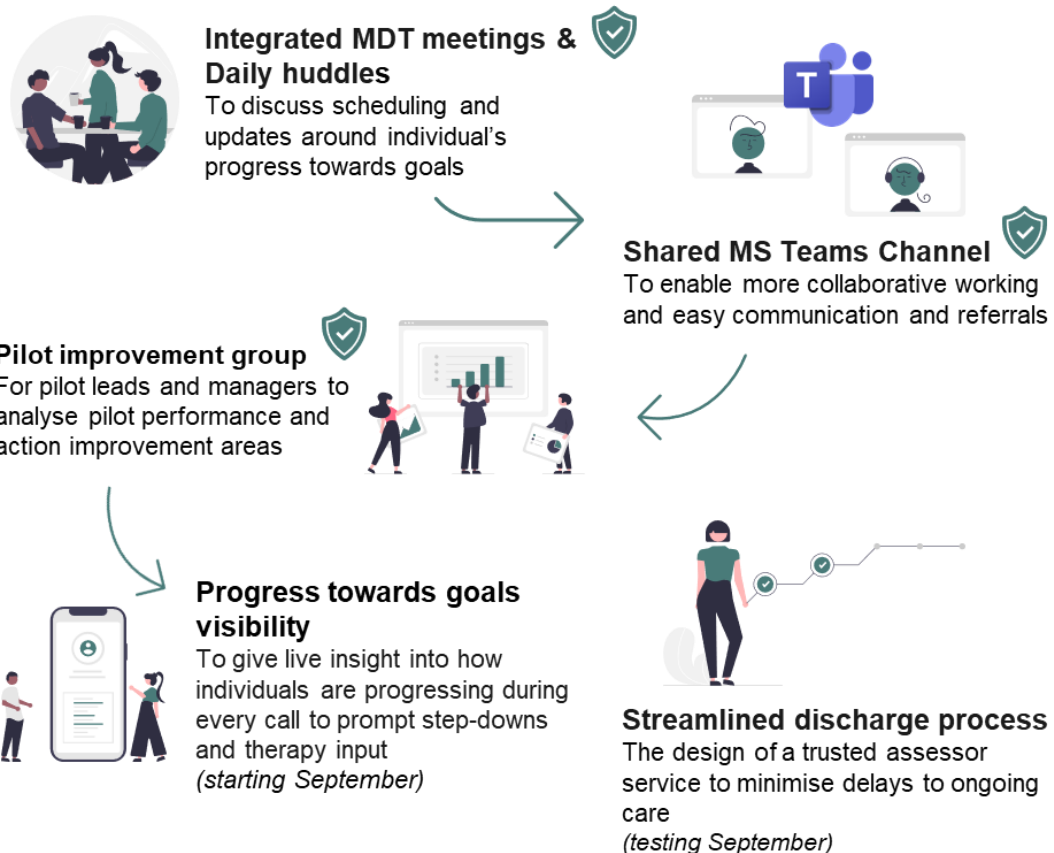 Integrated MDT meetings &
Daily huddles
To discuss scheduling and
updates around individual’s
progress towards goals
T
Shared MS Teams Channel
To enable more collaborative working
and easy communication and referrals
Pilot improvement group
For pilot leads and managers to
analyse pilot performance and
action improvement areas
Progress towards goals
visibility
To give live insight into how
individuals are progressing during
every call to prompt step-downs
and therapy input
(starting September)
Streamlined discharge process
The design of a trusted assessor
service to minimise delays to ongoing
care
(testing September)